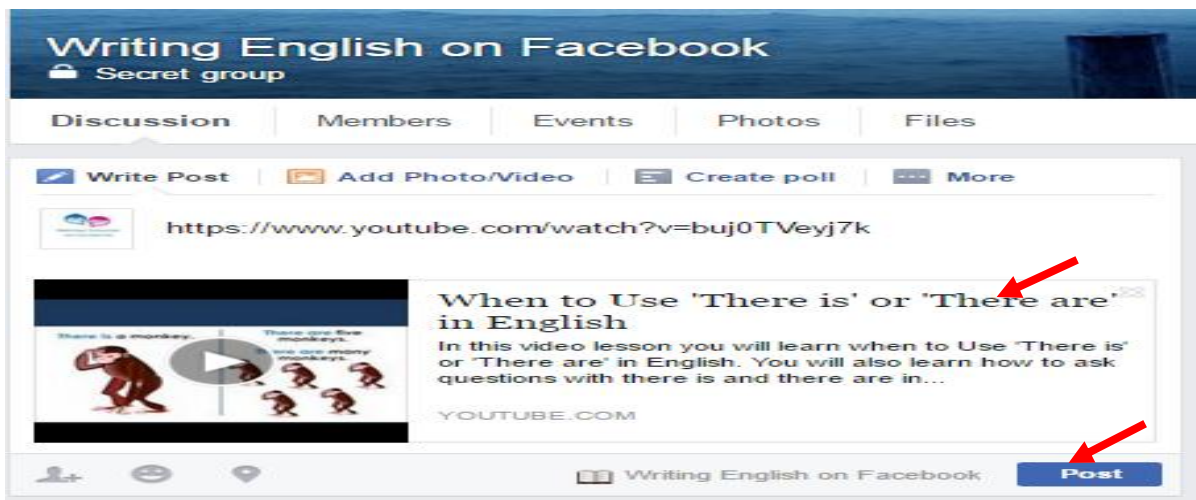 Writing English on Facebook
Secret group
Discussion Members Events Photos Files
Write Post Add Photo/Video Create poll More
https://www.youtube.com/watch?v=buj0TVeyj7k
There is a monkey.
There are five
monkeys.
There are many
monkeys.
When to Use 'There is' or 'There are'
in English
In this video lesson you will learn when to Use 'There is'
or 'There are' in English. You will also learn how to ask
questions with there is and there are in...
YOUTUBE.COM
Writing English on Facebook Post